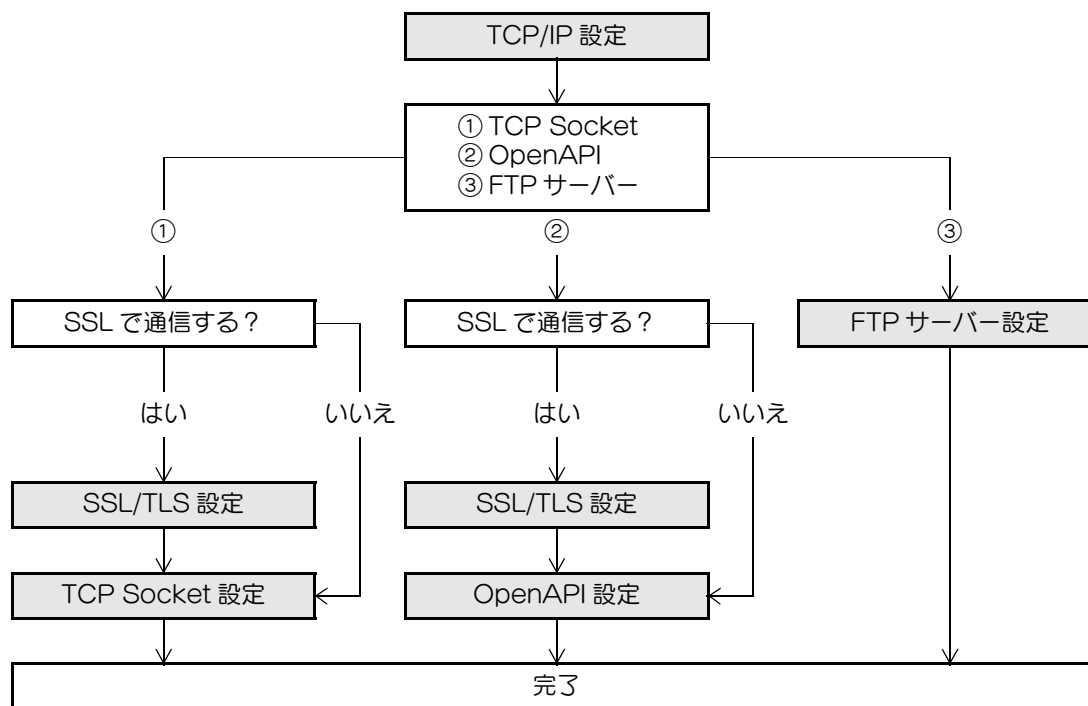 TCP/IP 設定
① TCP Socket
② OpenAPI
③ FTP サーバー
①
②
③
SSL で通信する？
SSL で通信する？
FTP サーバー設定
はい
いいえ
はい
いいえ
SSL/TLS 設定
SSL/TLS 設定
TCP Socket 設定
OpenAPI 設定
完了